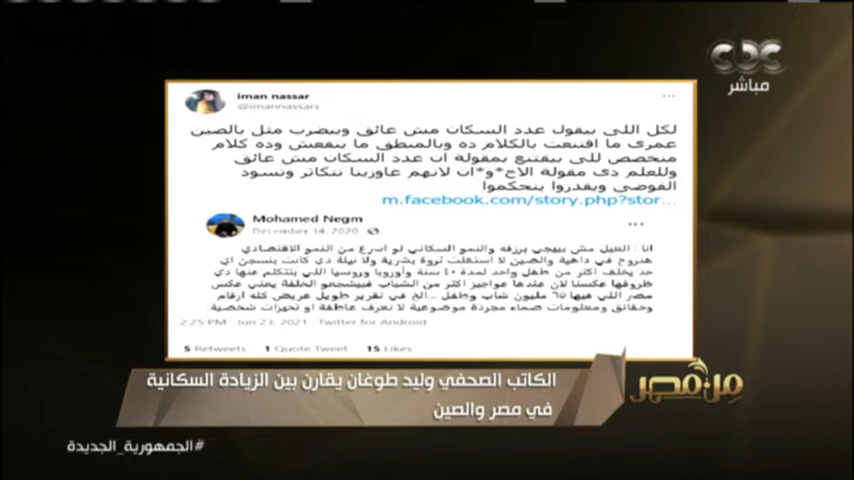 CBC
مباشر
iman nassar
@imannassars
لكل اللى بيقول عدد السكان مش عائق وبيضرب مثل بالصين
عمرى ما اقتنعت بالكلام ده وبالمنطق ما ينفعش وده كلام
متخصص للى بيقتنع بمقولة ان عدد السكان مش عائق
وللعلم دى مقولة الاخ*و*ان لانهم عاوزينا نتكاثر ونسود
الفوضى ويقدروا يتحكموا
m.facebook.com/story.php?stor...
Mohamed Negm
December 14, 2020
انا : العيل مش بييجي برزقه والنمو السكاني لو اسرع من النمو الاقتصادي
هنروح في داهية والصين لا استغلت ثروة بشرية ولا نيلة دي كانت بتسجن اي
حد يخلف اكتر من طفل واحد لمدة ٤٠ سنة وأوروبا وروسيا اللي بتتكلم عنها دي
ظروفها عكسنا لان عندها عواجيز اكتر من الشباب فبيشجعو الخلفة يعني عكس
مصر اللي فيها ٦٥ مليون شاب وطفل ...الخ في تقرير طويل عريض كله ارقام
وحقائق ومعلومات صماء مجردة موضوعية لا تعرف عاطفة او تحيزات شخصية.
2:25 PM · Jun 23, 2021 · Twitter for Android
5 Retweets 1 Quote Tweet 15 Likes
الكاتب الصحفي وليد طوغان يقارن بين الزيادة السكانية
في مصر والصين
من مصر
#الجمهورية_الجديدة